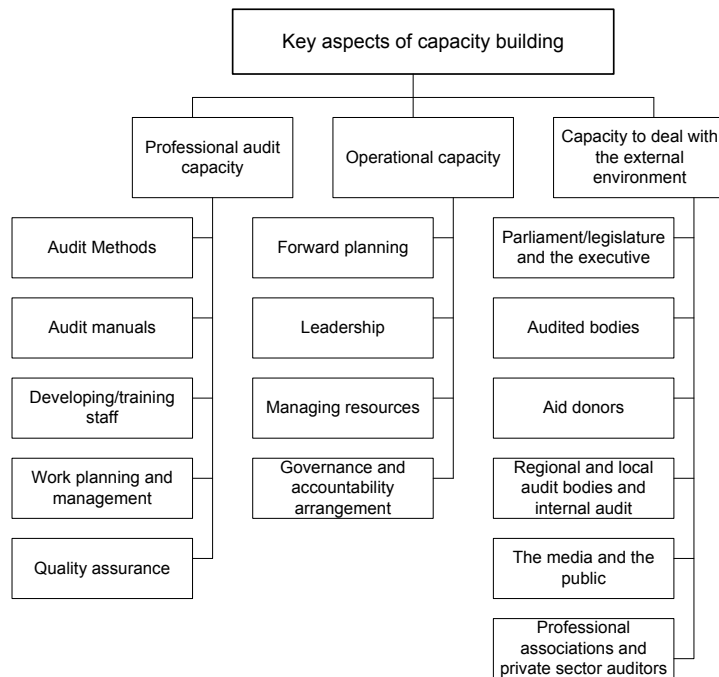 Key aspects of capacity building
Professional audit
capacity
Operational capacity
Capacity to deal with
the external
environment
Audit Methods
Audit manuals
Developing/training
staff
Work planning and
management
Quality assurance
Forward planning
Leadership
Managing resources
Governance and
accountability
arrangement
Parliament/legislature
and the executive
Audited bodies
Aid donors
Regional and local
audit bodies and
internal audit
The media and the
public
Professional
associations and
private sector auditors